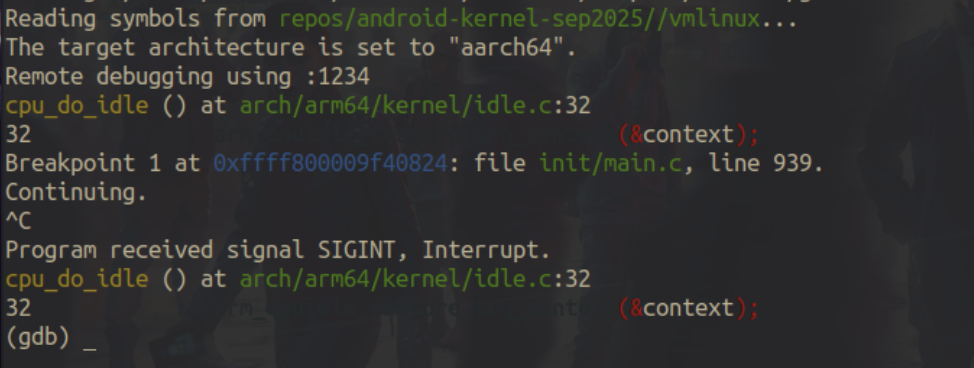 Reading symbols from repos/android-kernel-sep2025//vmlinux...
The target architecture is set to "aarch64".
Remote debugging using :1234
cpu_do_idle () at arch/arm64/kernel/idle.c:32
32 (&context);
Breakpoint 1 at 0xffff800009f40824: file init/main.c, line 939.
Continuing.
^C
Program received signal SIGINT, Interrupt.
cpu_do_idle () at arch/arm64/kernel/idle.c:32
32 (&context);
(gdb) _